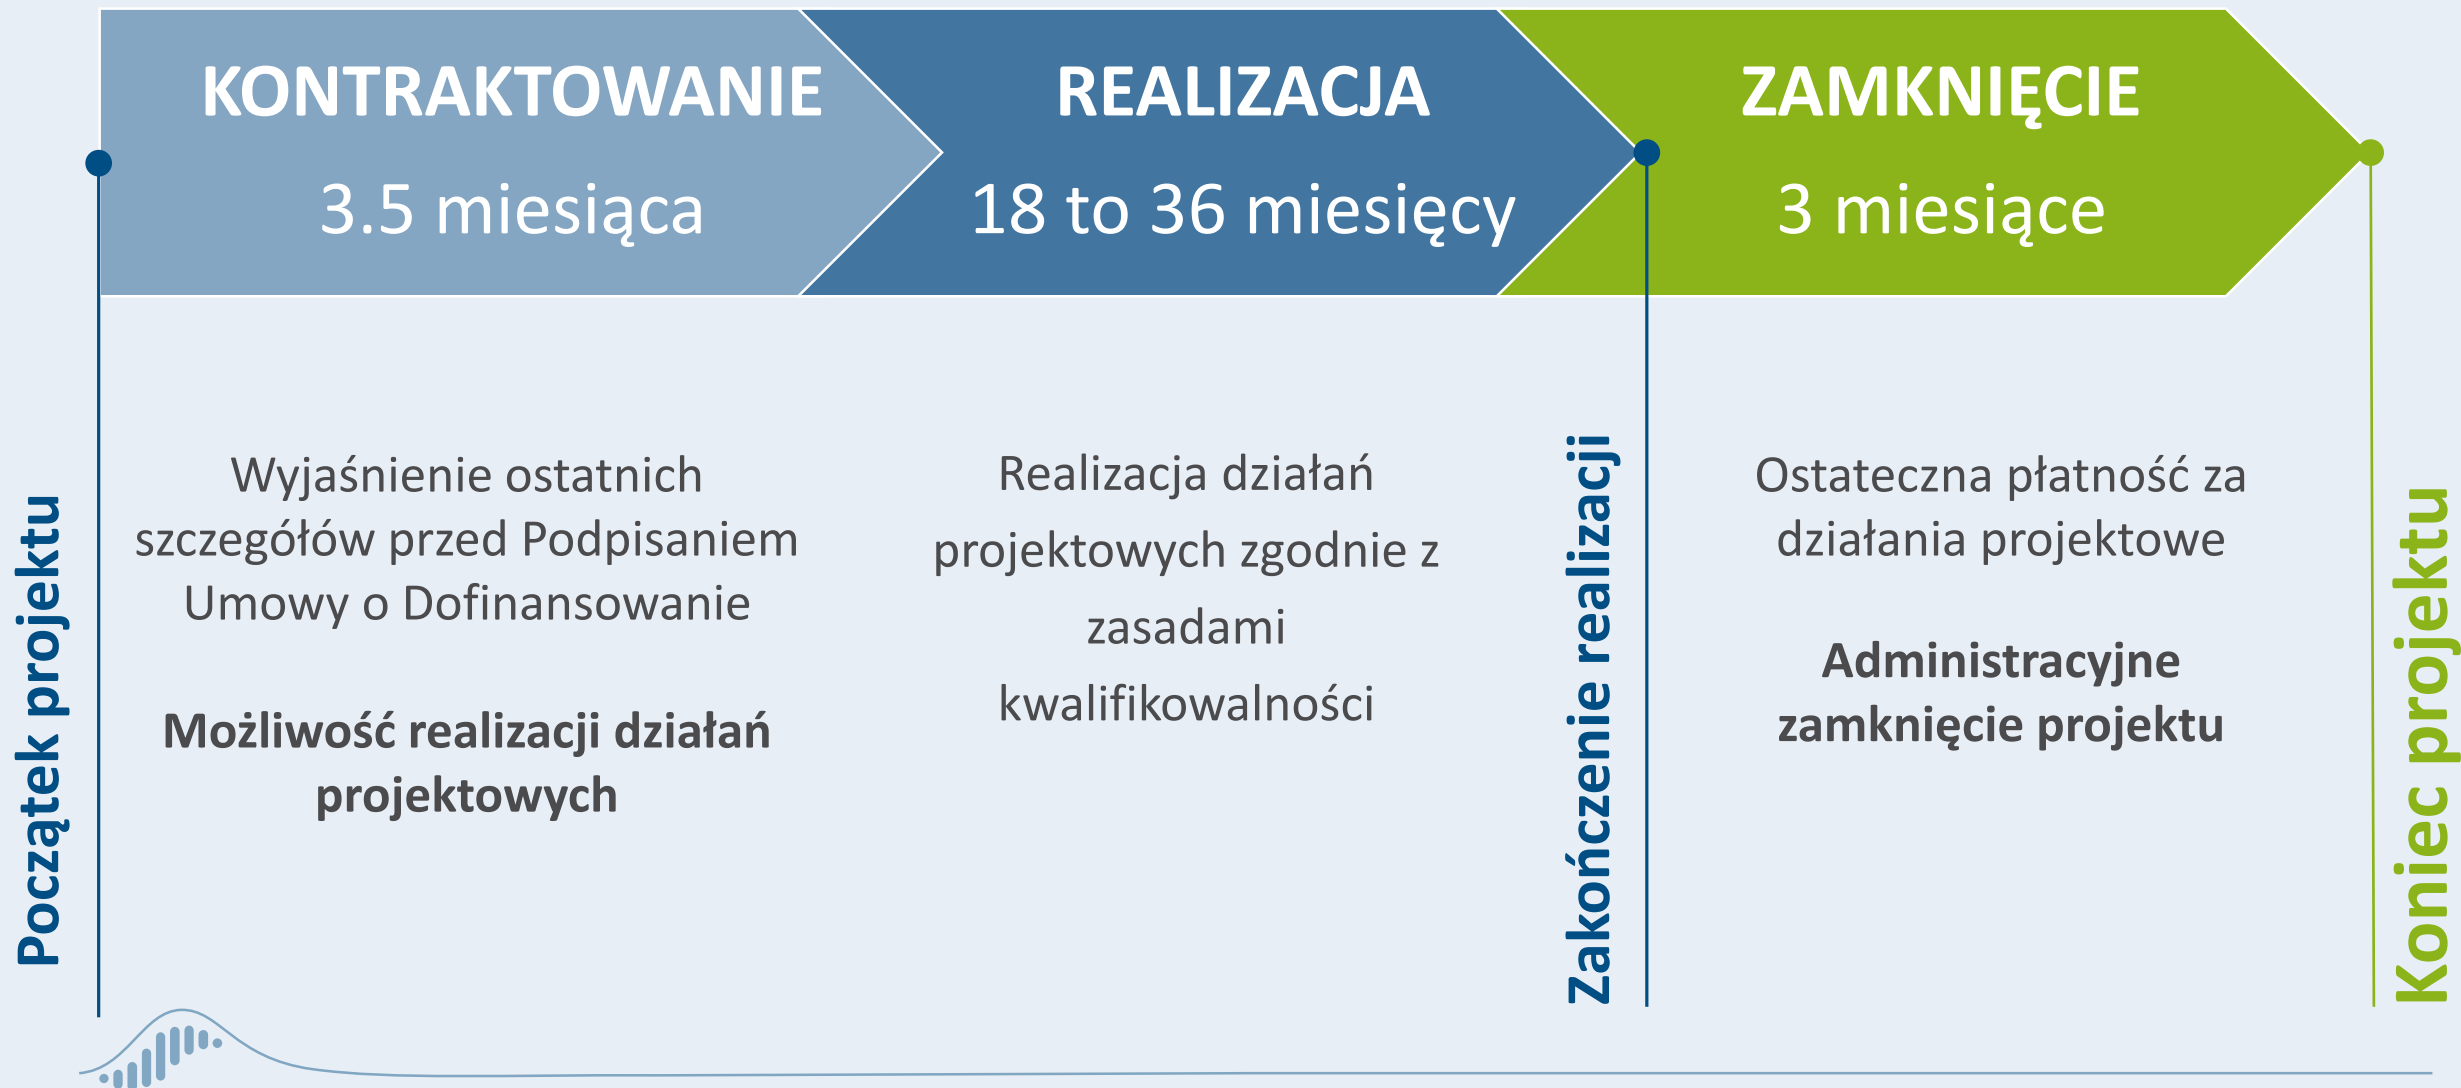 Początek projektu
KONTRAKTOWANIE
3.5 miesiąca
Wyjaśnienie ostatnich
szczegółów przed Podpisaniem
Umowy o Dofinansowanie
Możliwość realizacji działań
projektowych
REALIZACJA
18 to 36 miesięcy
Realizacja działań
projektowych zgodnie z
zasadami
kwalifikowalności
Zakończenie realizacji
ZAMKNIĘCIE
3 miesiące
Ostateczna płatność za
działania projektowe
Administracyjne
zamknięcie projektu
Koniec projektu